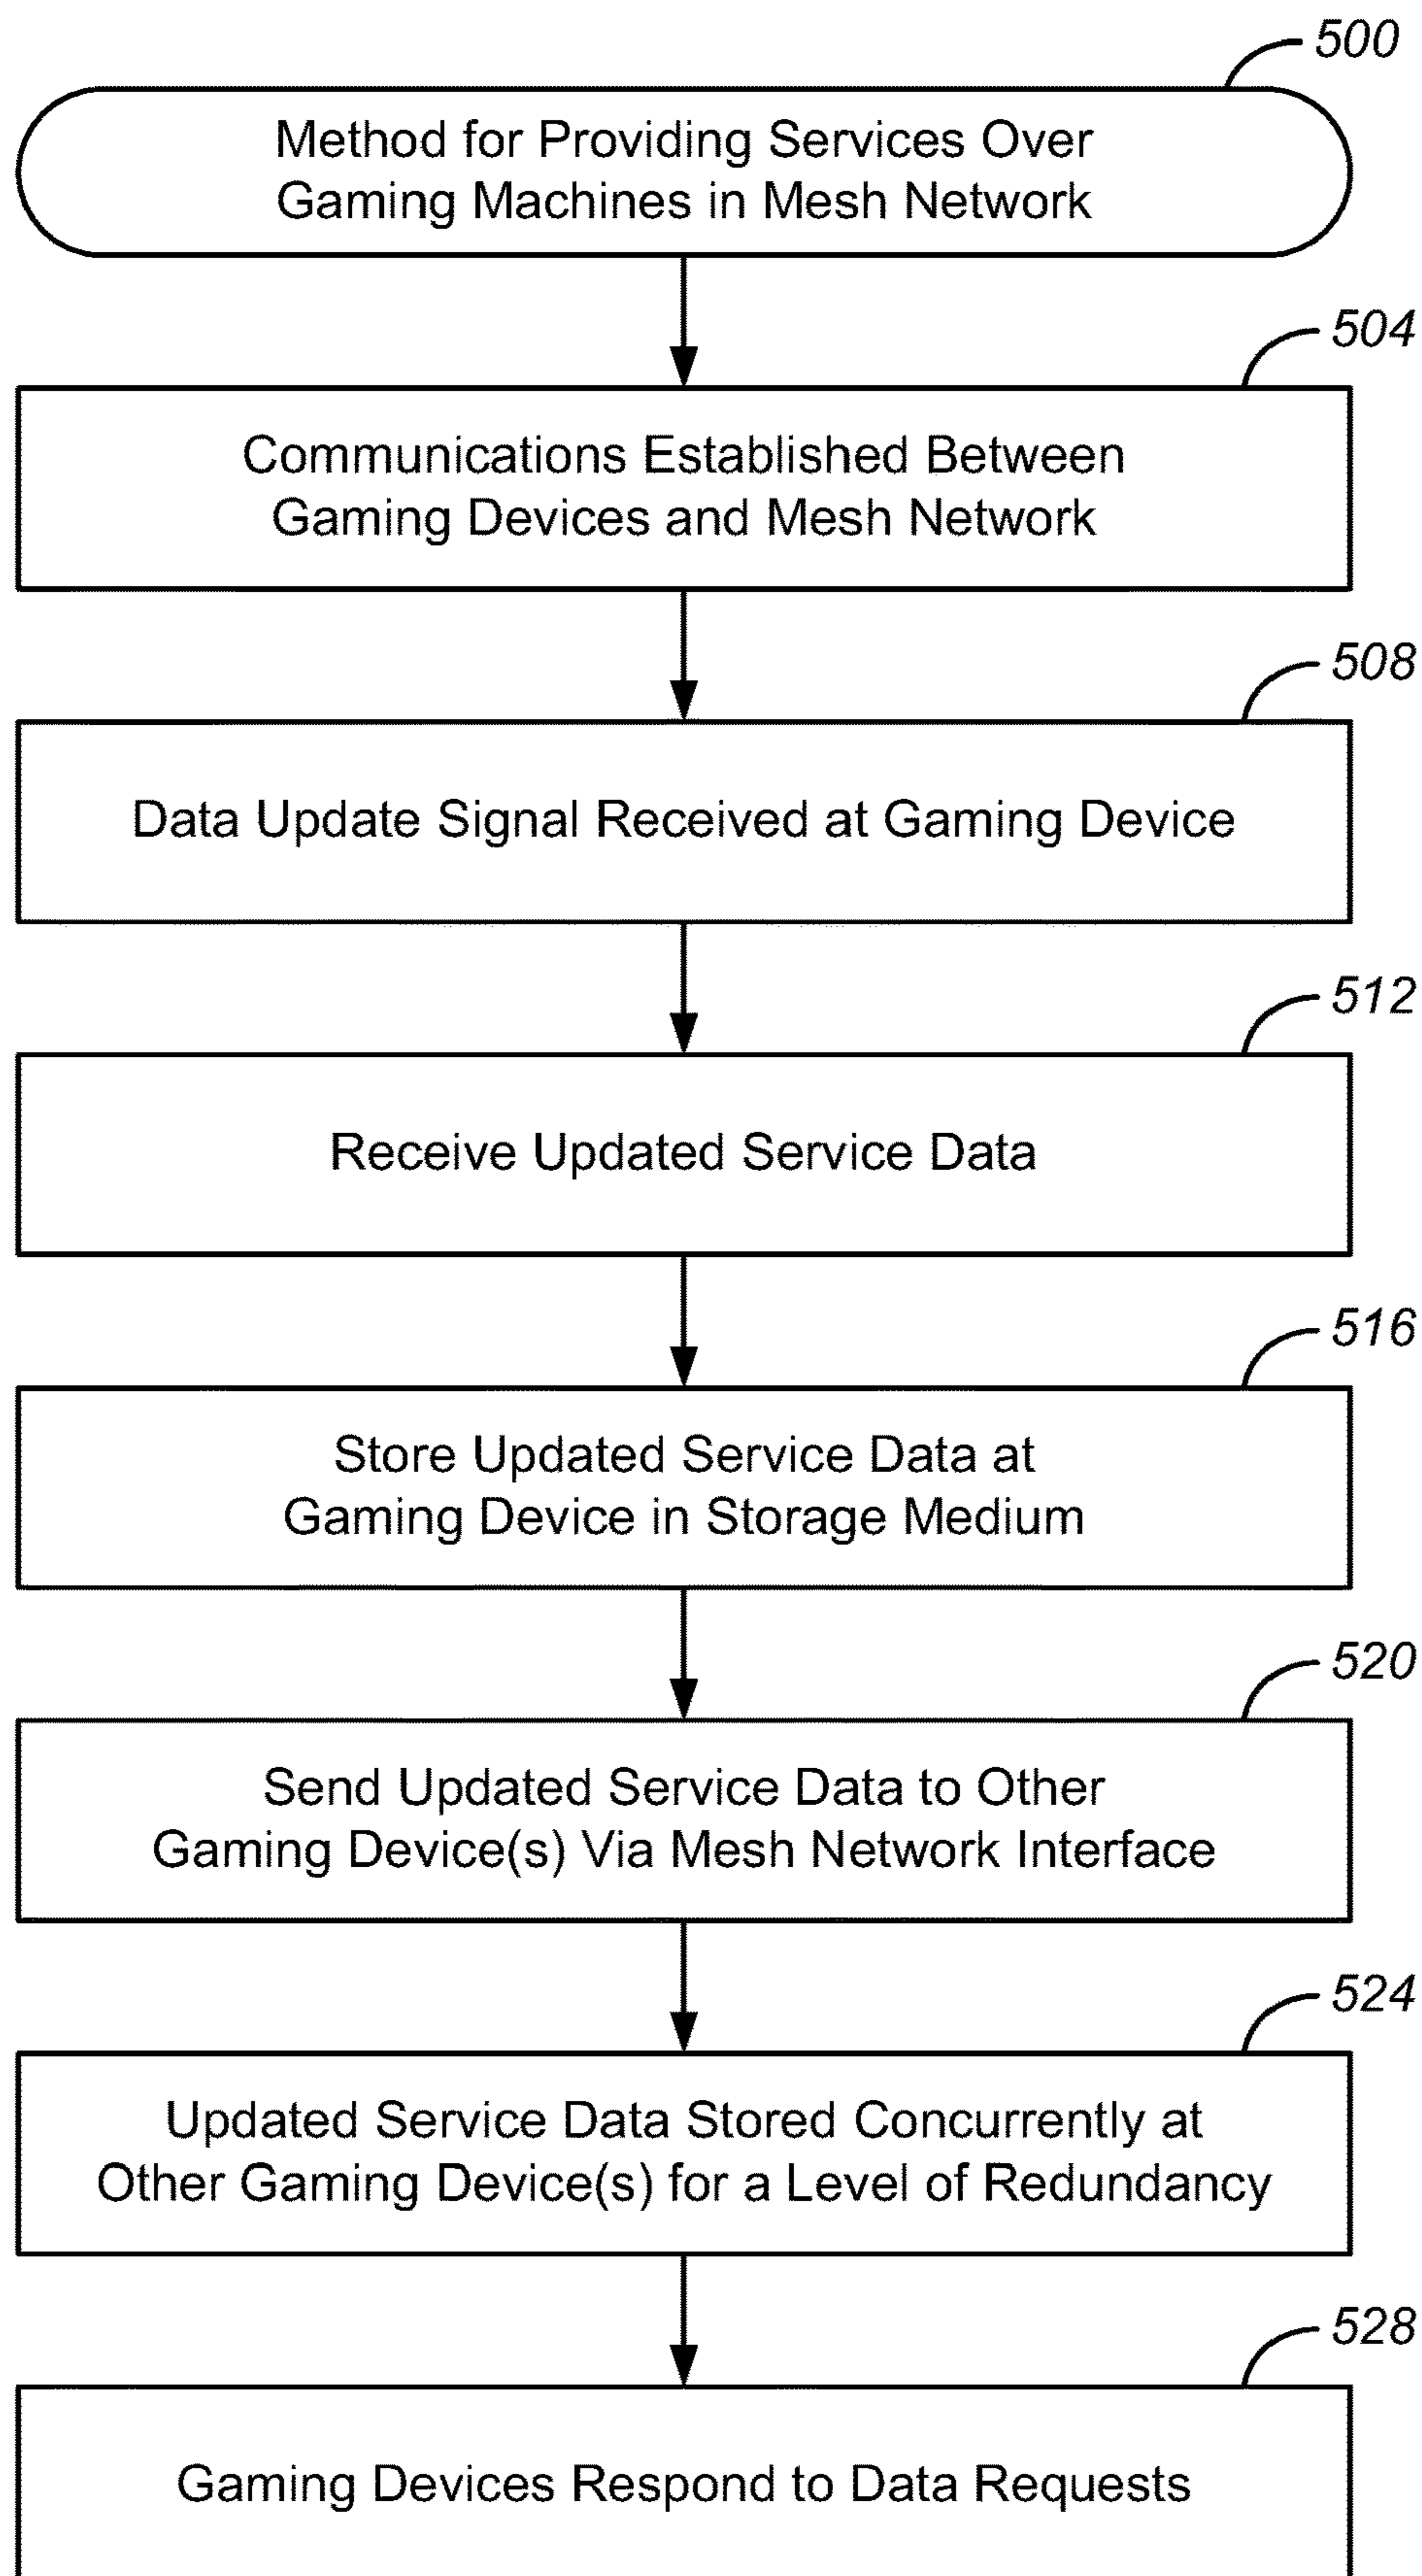 500
Method for Providing Services Over
Gaming Machines in Mesh Network
504
Communications Established Between
Gaming Devices and Mesh Network
508
Data Update Signal Received at Gaming Device
512
Receive Updated Service Data
516
Store Updated Service Data at
Gaming Device in Storage Medium
520
Send Updated Service Data to Other
Gaming Device(s) Via Mesh Network Interface
524
Updated Service Data Stored Concurrently at
Other Gaming Device(s) for a Level of Redundancy
528
Gaming Devices Respond to Data Requests